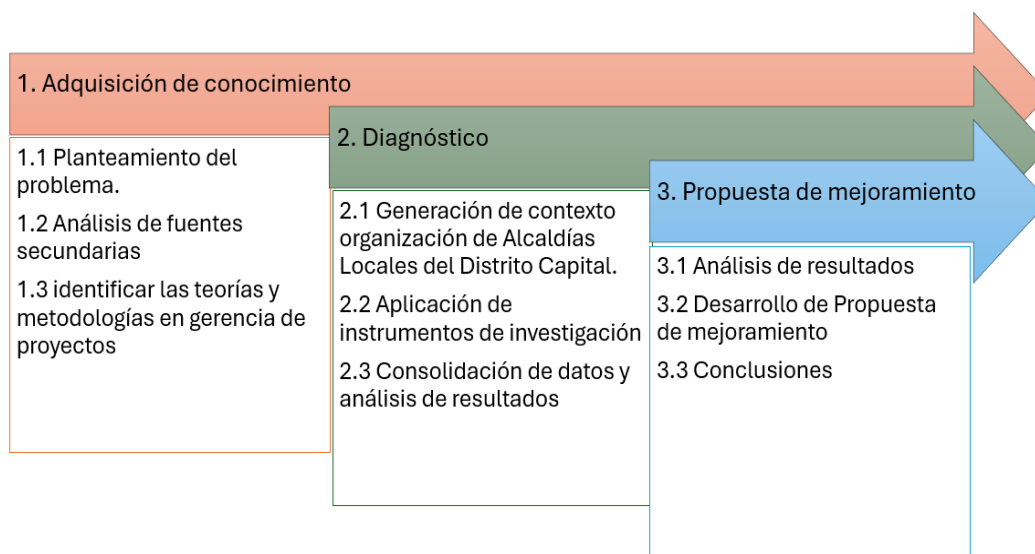 1. Adquisición de conocimiento
1.1 Planteamiento del
problema.
1.2 Análisis de fuentes
secundarias
1.3 identificar las teorías y
metodologías en gerencia de
proyectos
2. Diagnóstico
2.1 Generación de contexto
organización de Alcaldías
Locales del Distrito Capital.
2.2 Aplicación de
instrumentos de investigación
2.3 Consolidación de datos y
análisis de resultados
3. Propuesta de mejoramiento
3.1 Análisis de resultados
3.2 Desarrollo de Propuesta
de mejoramiento
3.3 Conclusiones